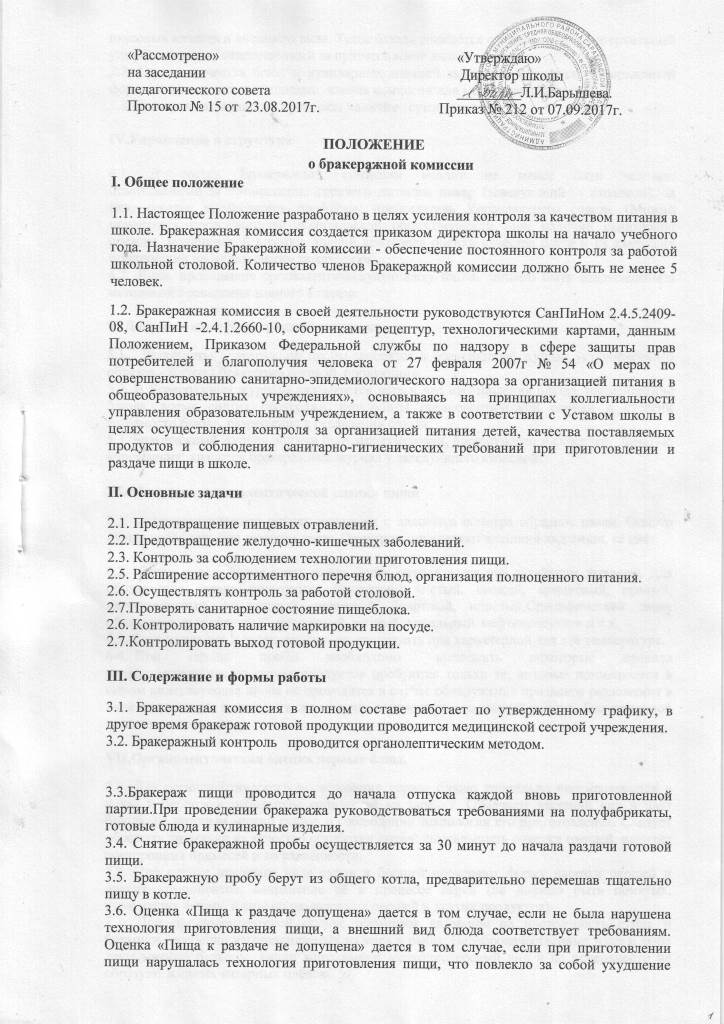 «Рассмотрено»
на заседании
педагогического совета
Протокол № 15 от 23.08.2017г.
«Утверждаю»
Директор школы
Л.И.Барышева.
Приказ № 212 от 07.09.2017г.
ПОЛОЖЕНИЕ
о бракеражной комиссии
I. Общее положение
1.1. Настоящее Положение разработано в целях усиления контроля за качеством питания в
школе. Бракеражная комиссия создается приказом директора школы на начало учебного
года. Назначение Бракеражной комиссии - обеспечение постоянного контроля за работой
школьной столовой. Количество членов Бракеражной комиссии должно быть не менее 5
человек.
1.2. Бракеражная комиссия в своей деятельности руководствуются СанПиНом 2.4.5.2409-
08, СанПиН -2.4.1.2660-10, сборниками рецептур, технологическими картами, данным
Положением, Приказом Федеральной службы по надзору в сфере защиты прав
потребителей и благополучия человека от 27 февраля 2007г № 54 «О мерах по
совершенствованию санитарно-эпидемиологического надзора за организацией питания в
общеобразовательных учреждениях», основываясь на принципах коллегиальности
управления образовательным учреждением, а также в соответствии с Уставом школы в
целях осуществления контроля за организацией питания детей, качества поставляемых
продуктов и соблюдения санитарно-гигиенических требований при приготовлении и
раздаче пищи в школе.
II. Основные задачи
2.1. Предотвращение пищевых отравлений.
2.2. Предотвращение желудочно-кишечных заболеваний.
2.3. Контроль за соблюдением технологии приготовления пищи.
2.5. Расширение ассортиментного перечня блюд, организация полноценного питания.
2.6. Осуществлять контроль за работой столовой.
2.7.Проверять санитарное состояние пищеблока.
2.6. Контролировать наличие маркировки на посуде.
2.7.Контролировать выход готовой продукции.
III. Содержание и формы работы
3.1. Бракеражная комиссия в полном составе работает по утвержденному графику, в
другое время бракераж готовой продукции проводится медицинской сестрой учреждения.
3.2. Бракеражный контроль проводится органолептическим методом.
3.3.Бракераж пищи проводится до начала отпуска каждой вновь приготовленной
партии.При проведении бракеража руководствоваться требованиями на полуфабрикаты,
готовые блюда и кулинарные изделия.
3.4. Снятие бракеражной пробы осуществляется за 30 минут до начала раздачи готовой
пищи.
3.5. Бракеражную пробу берут из общего котла, предварительно перемешав тщательно
пищу в котле.
3.6. Оценка «Пища к раздаче допущена» дается в том случае, если не была нарушена
технология приготовления пищи, а внешний вид блюда соответствует требованиям.
Оценка «Пища к раздаче не допущена» дается в том случае, если при приготовлении
пищи нарушалась технология приготовления пищи, что повлекло за собой ухудшение
1